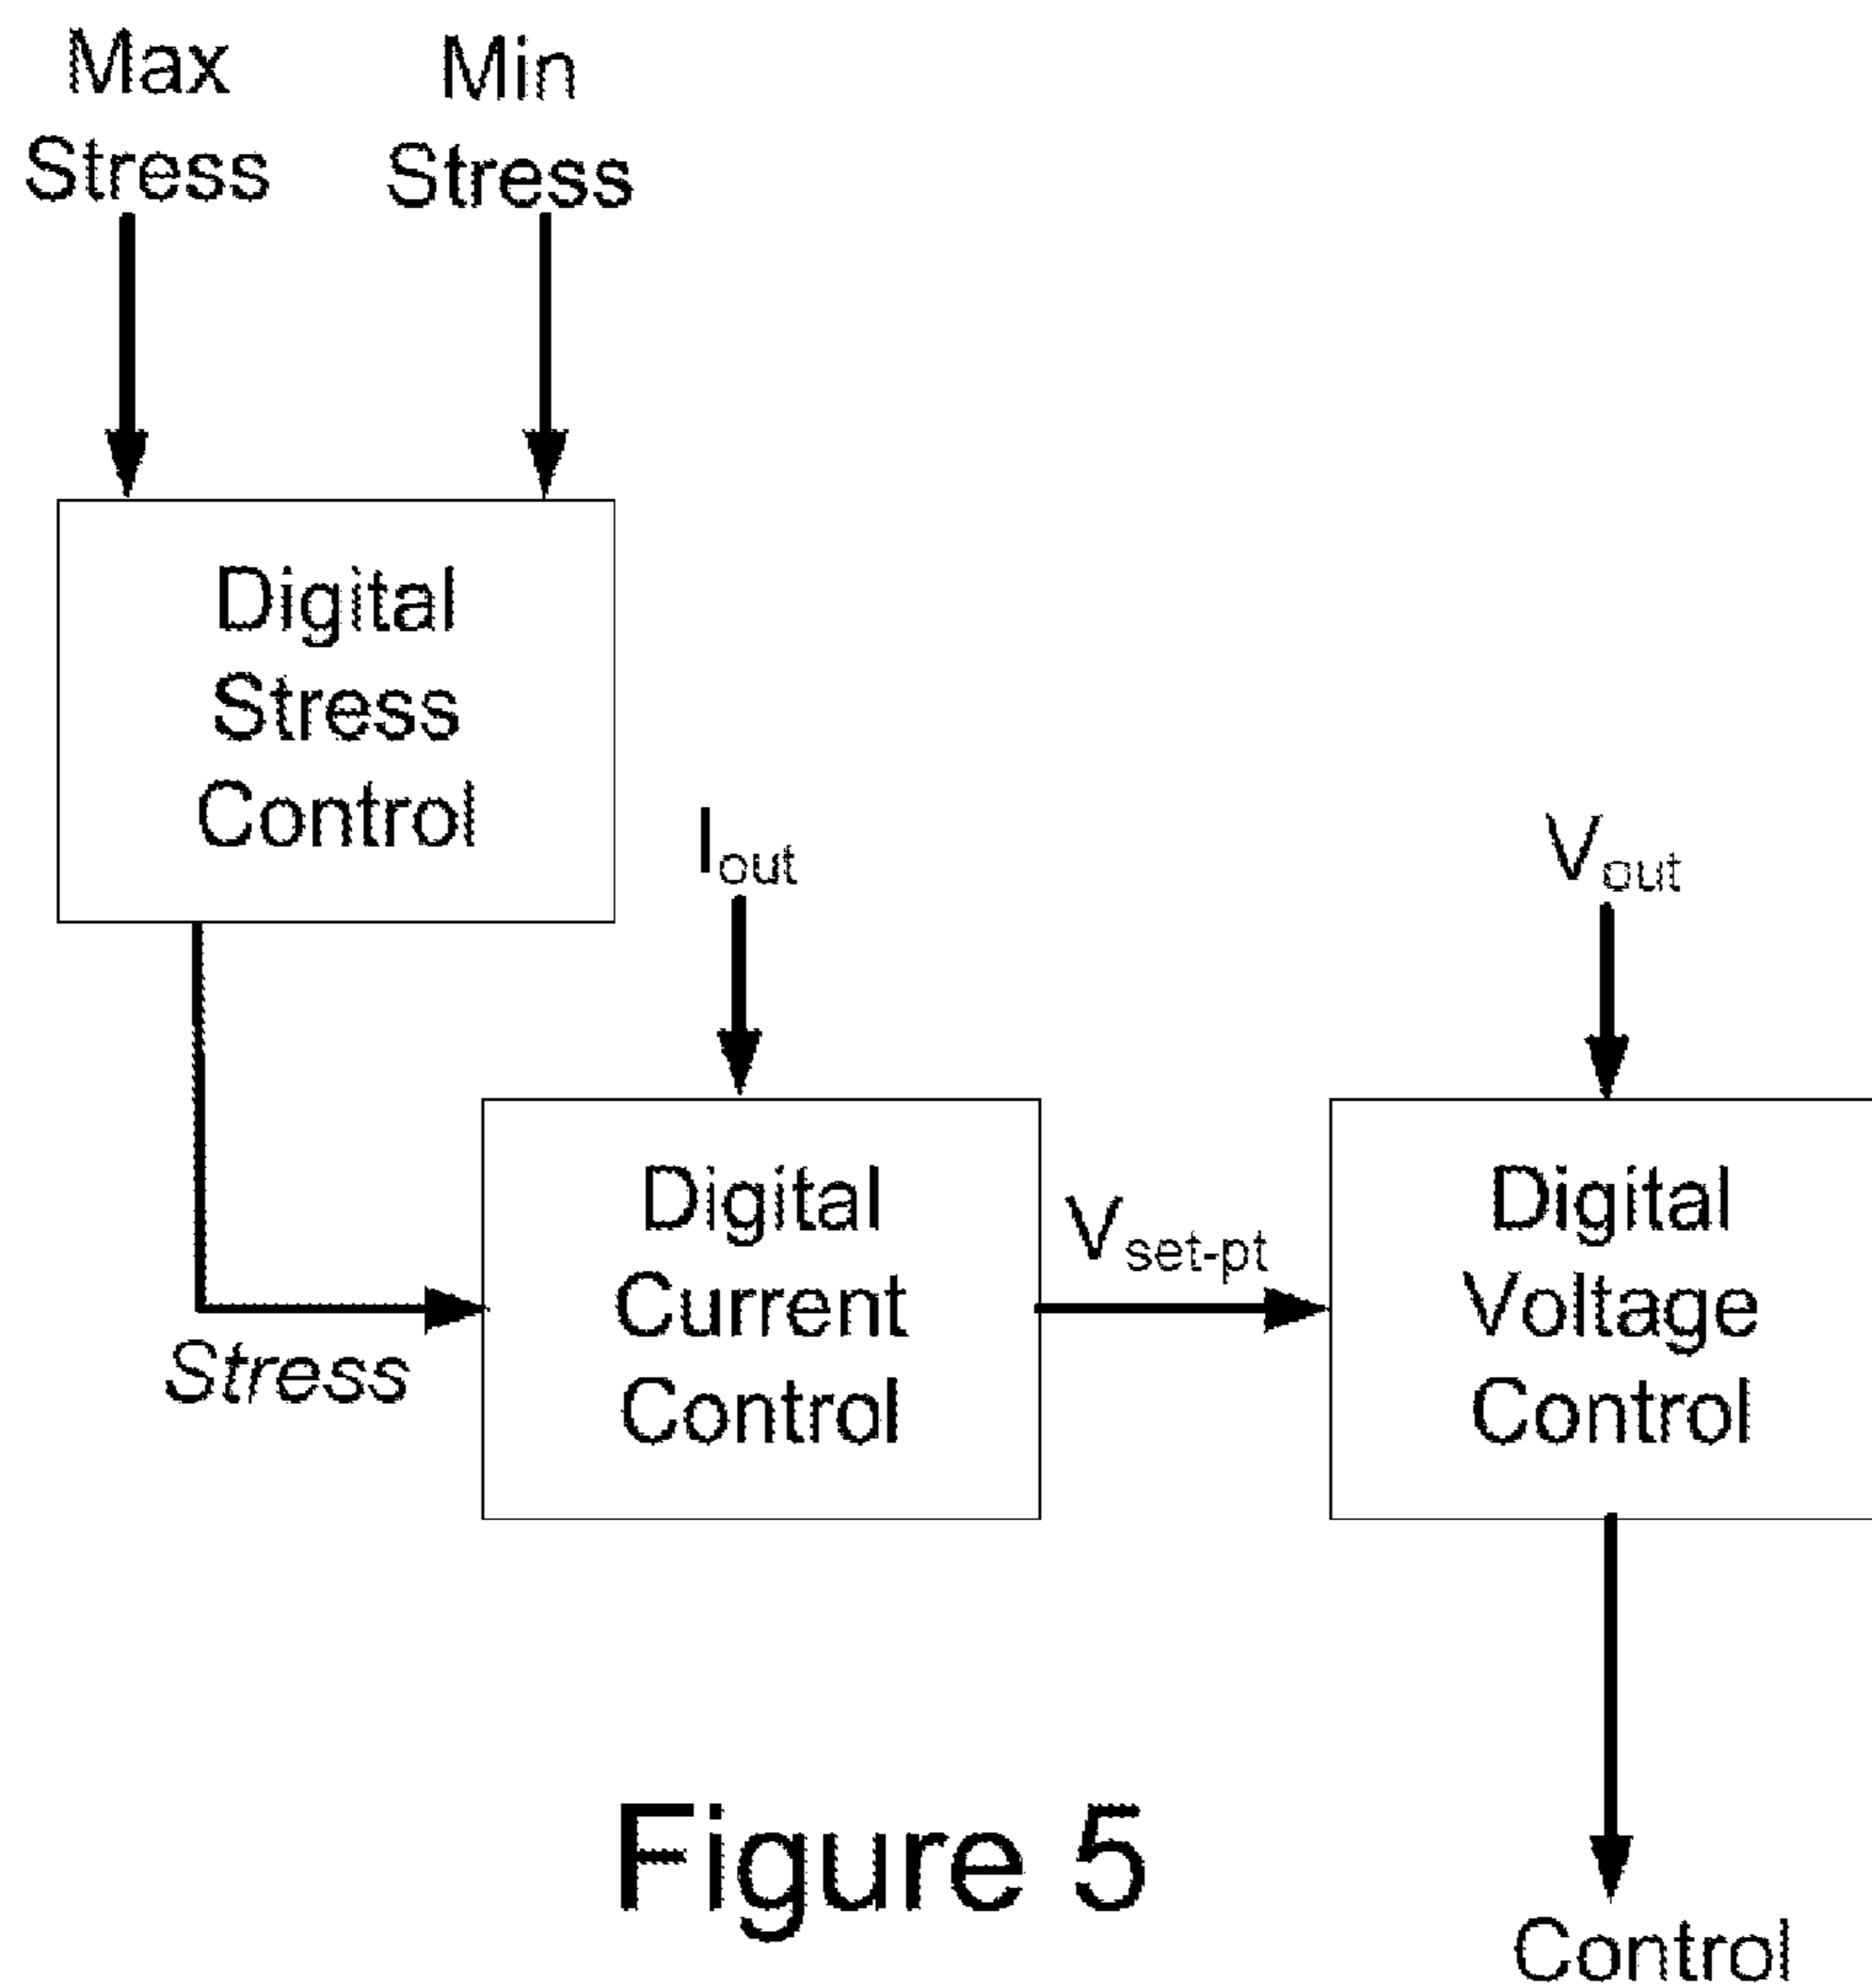 Max
Stress
Min
Stress
Digital
Stress
Control
Iout
Vout
Stress
Digital
Current
Control
Vset-pt
Digital
Voltage
Control
Figure 5
Control